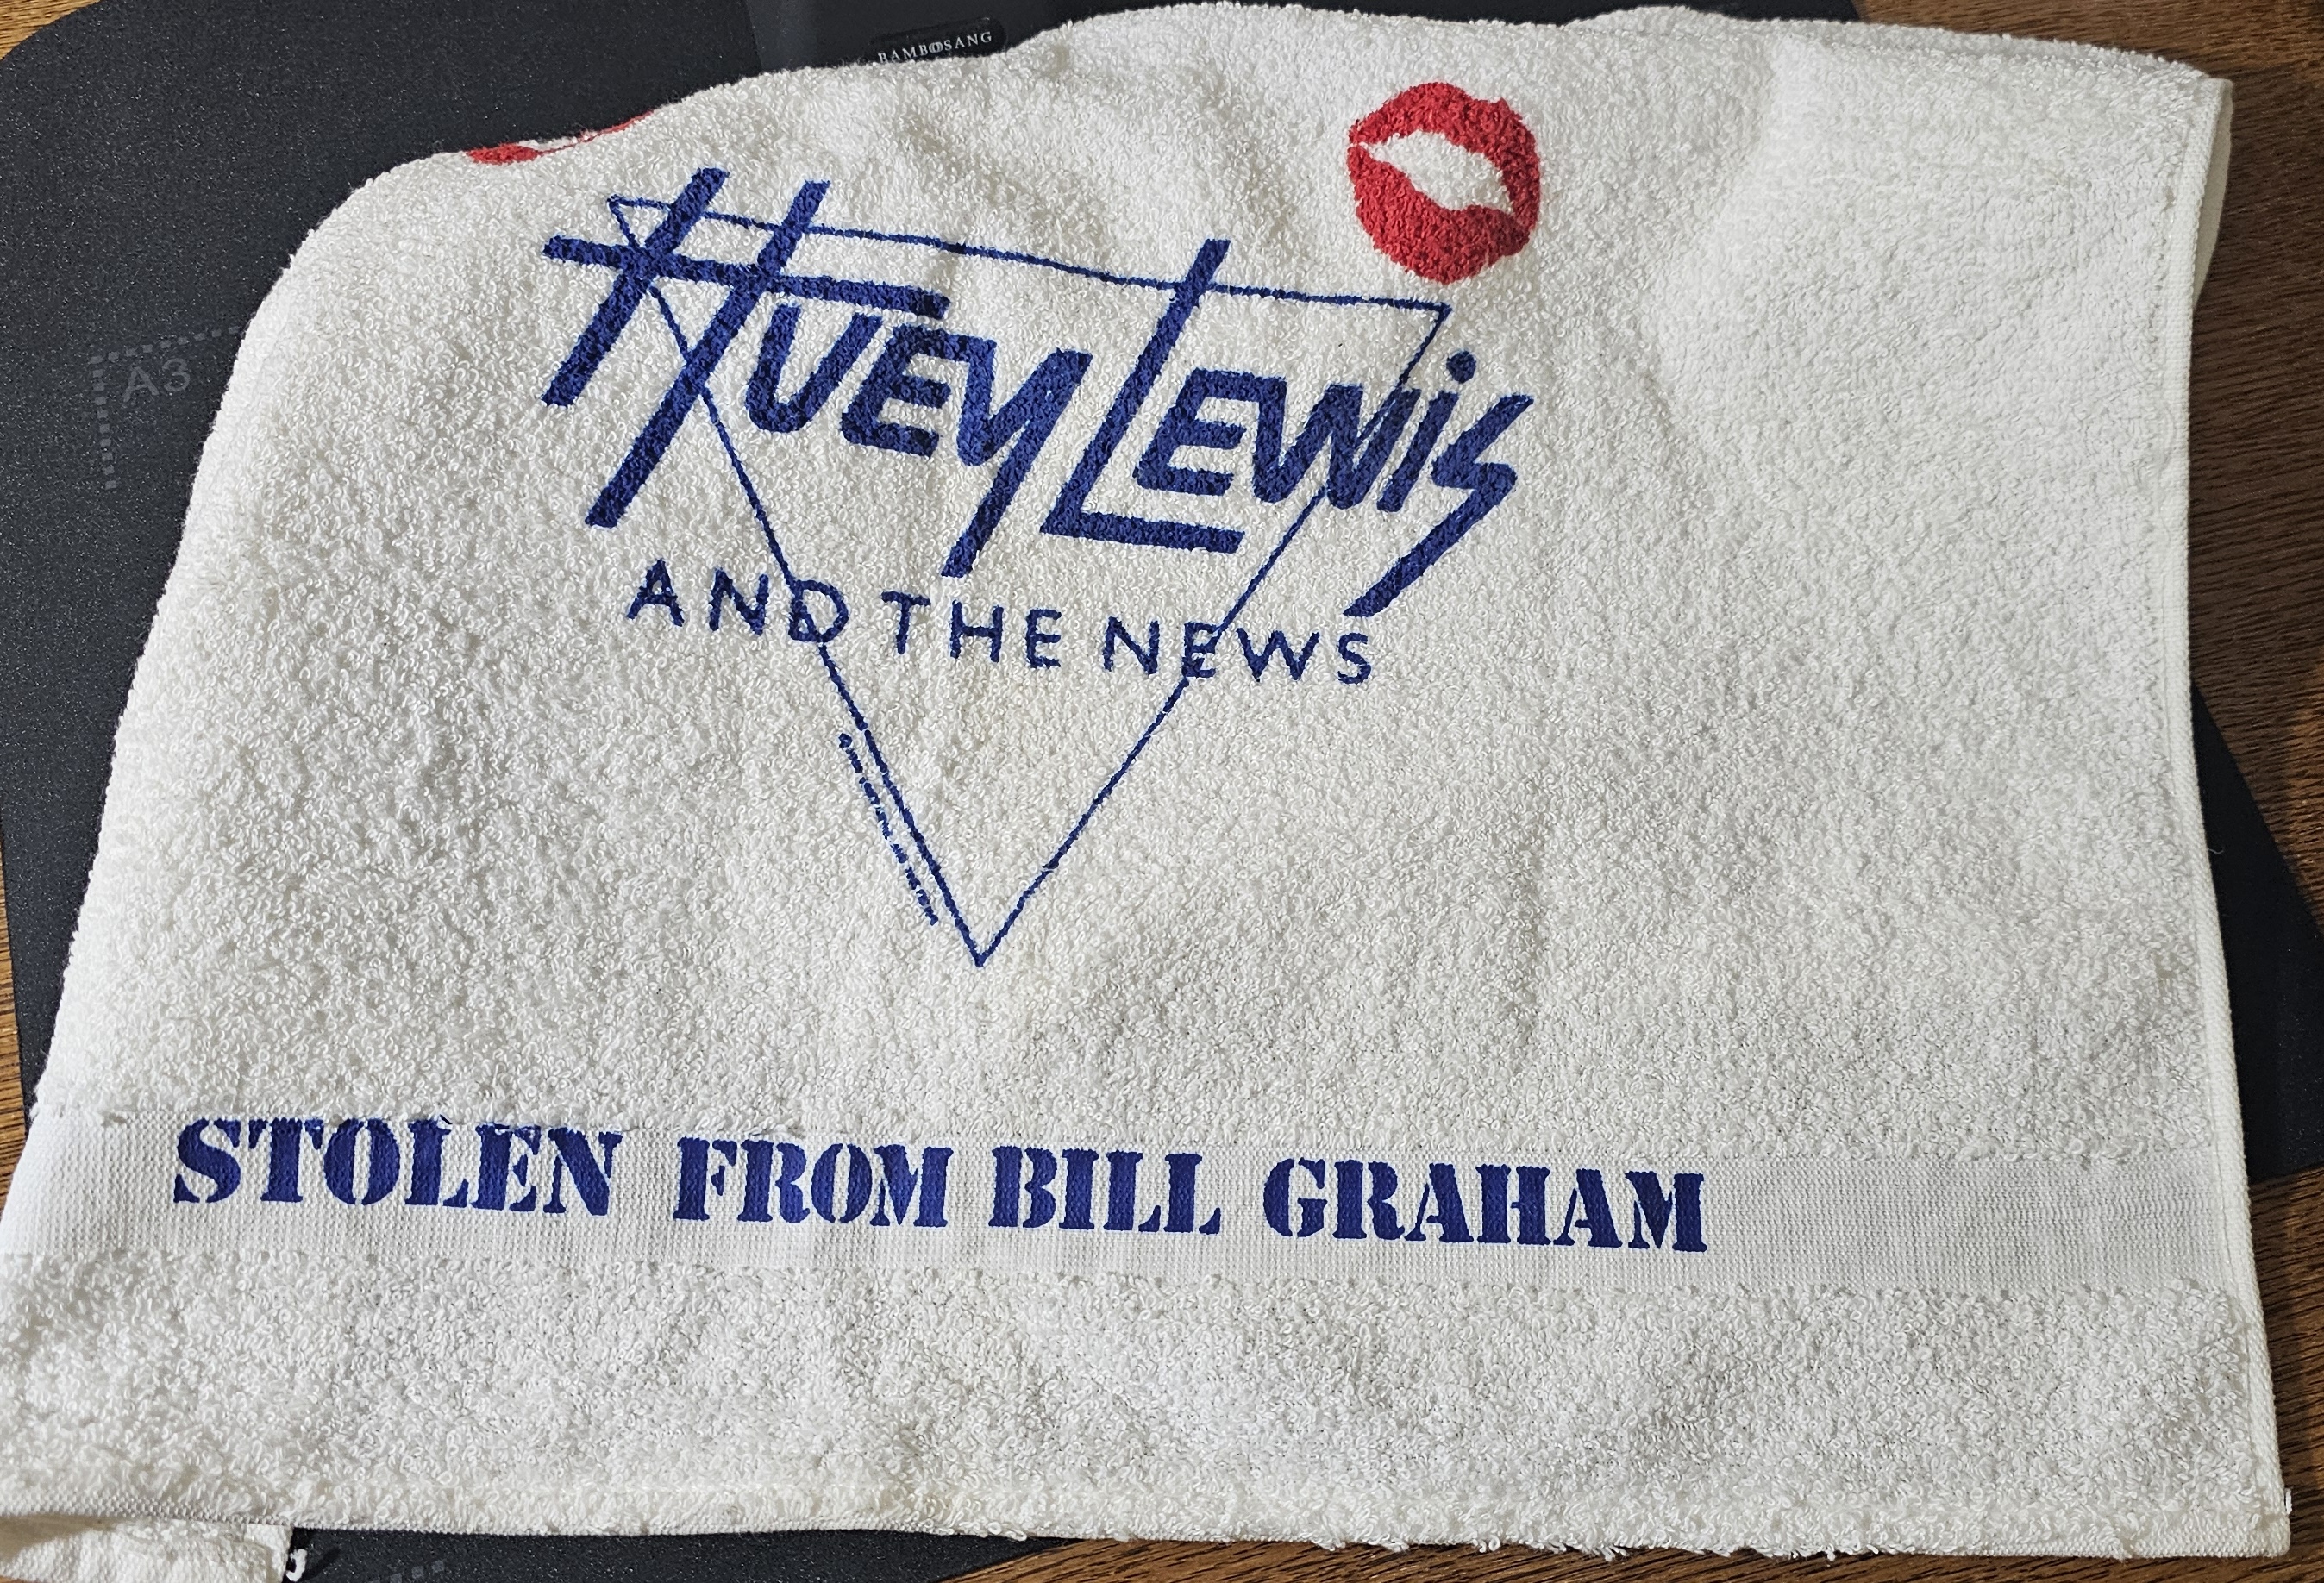 BAMBOSANG
A3
HUEY LEWIS
AND THE NEWS
STOLEN FROM BILL GRAHAM